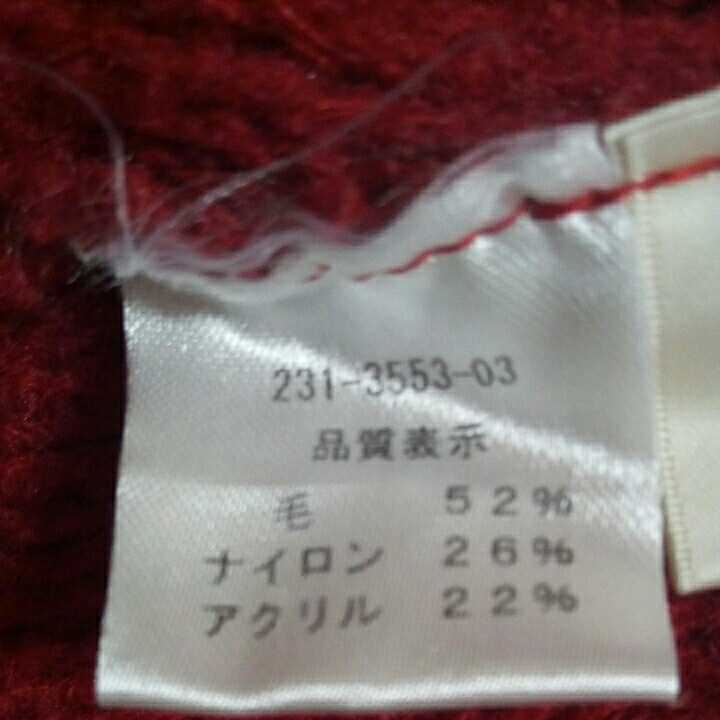 231-3553-03
品質表示
毛 52%
ナイロン 26%
アクリル 22%